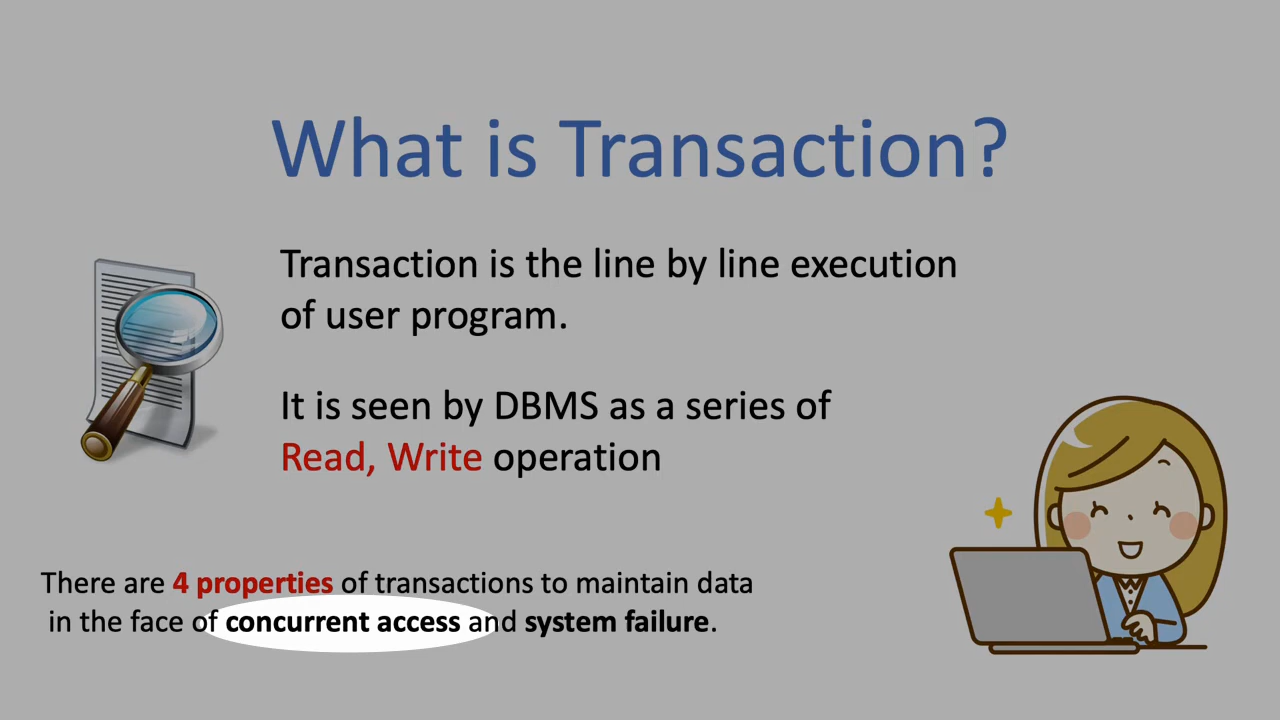 What is Transaction?
Transaction is the line by line execution
of user program.
It is seen by DBMS as a series of
Read, Write operation
There are 4 properties of transactions to maintain data
in the face of concurrent access and system failure.